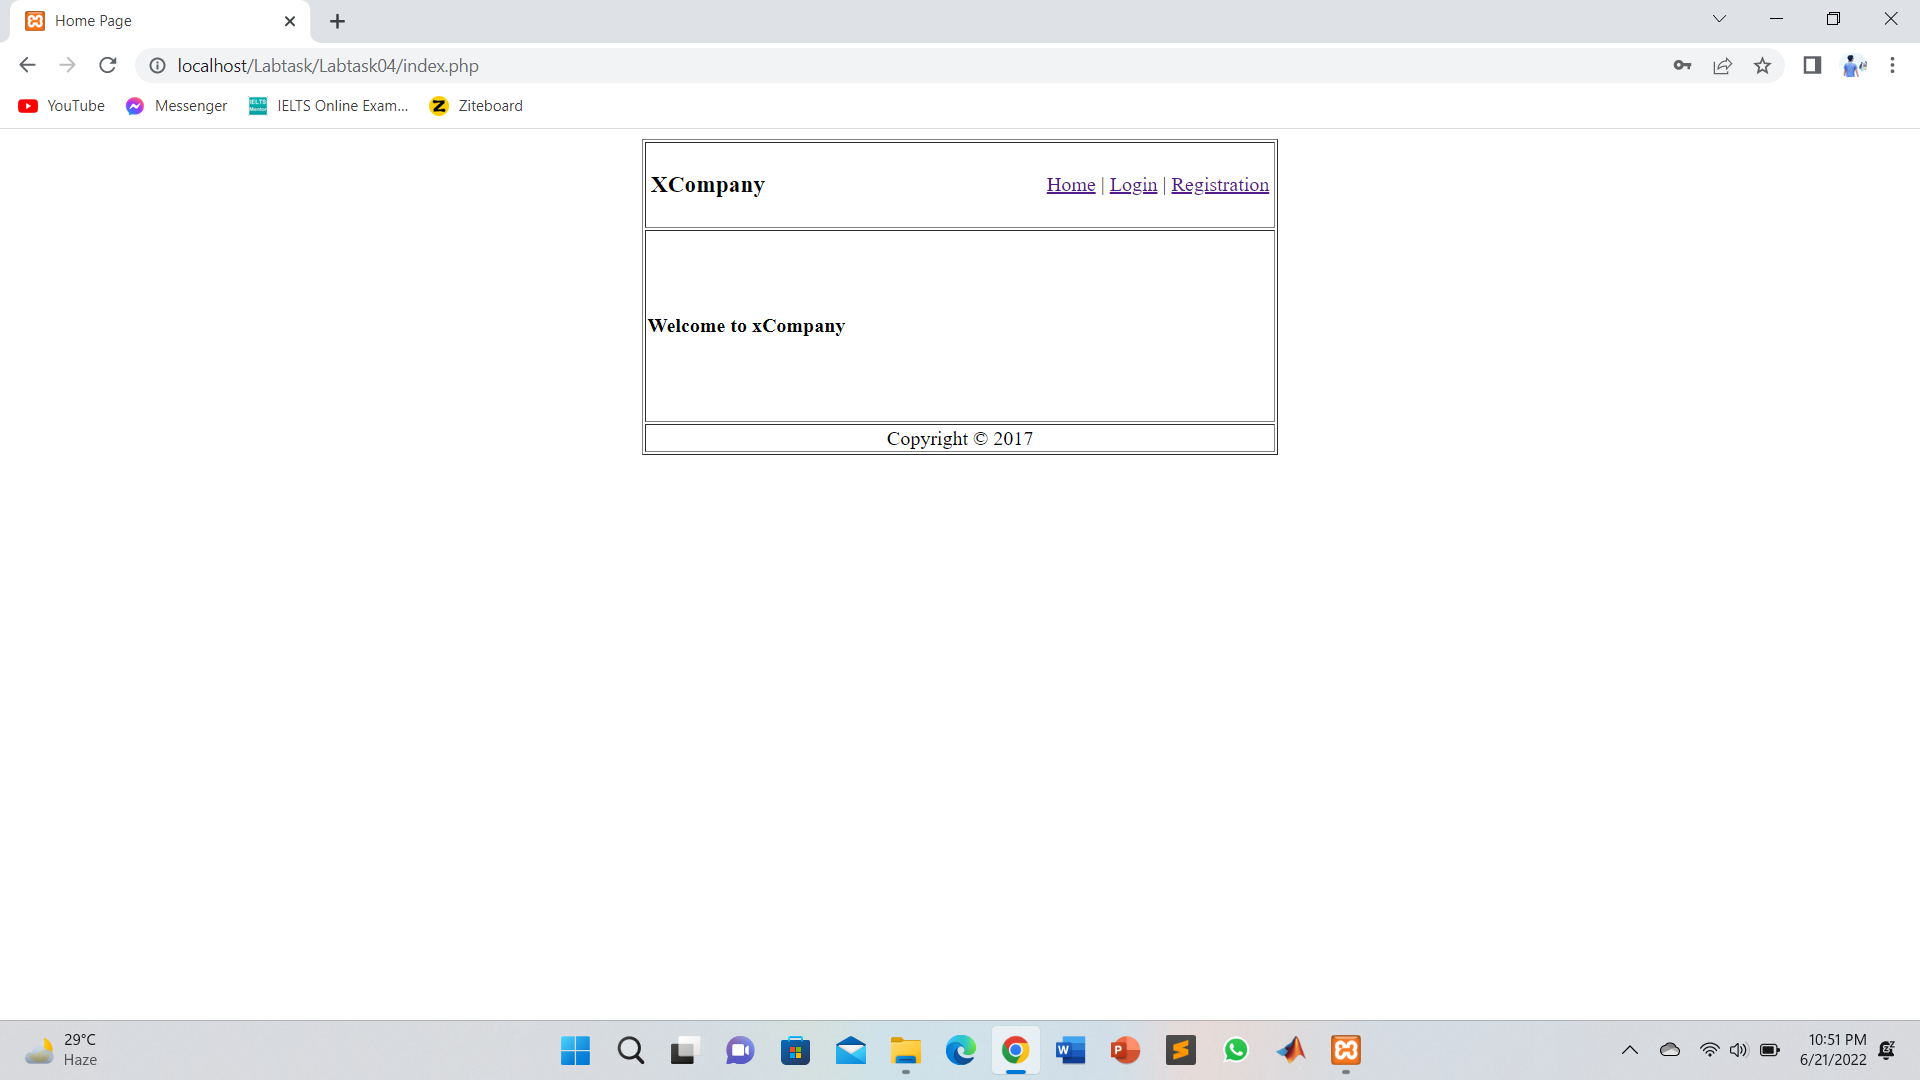 Home Page
localhost/Labtask/Labtask04/index.php
YouTube Messenger IELTS Online Exam... Ziteboard
XCompany Home | Login | Registration
Welcome to xCompany
Copyright © 2017
29°C
Haze
10:51 PM
6/21/2022